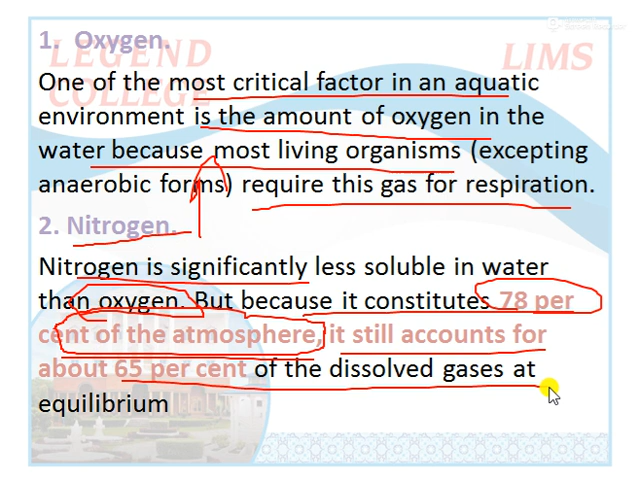 1. Oxygen.
LEGEND LIMS
COLLEGE
One of the most critical factor in an aquatic
environment is the amount of oxygen in the
water because most living organisms (excepting
anaerobic forms) require this gas for respiration.
2. Nitrogen.
Nitrogen is significantly less soluble in water
than oxygen. But because it constitutes 78 per
cent of the atmosphere, it still accounts for
about 65 per cent of the dissolved gases at
equilibrium